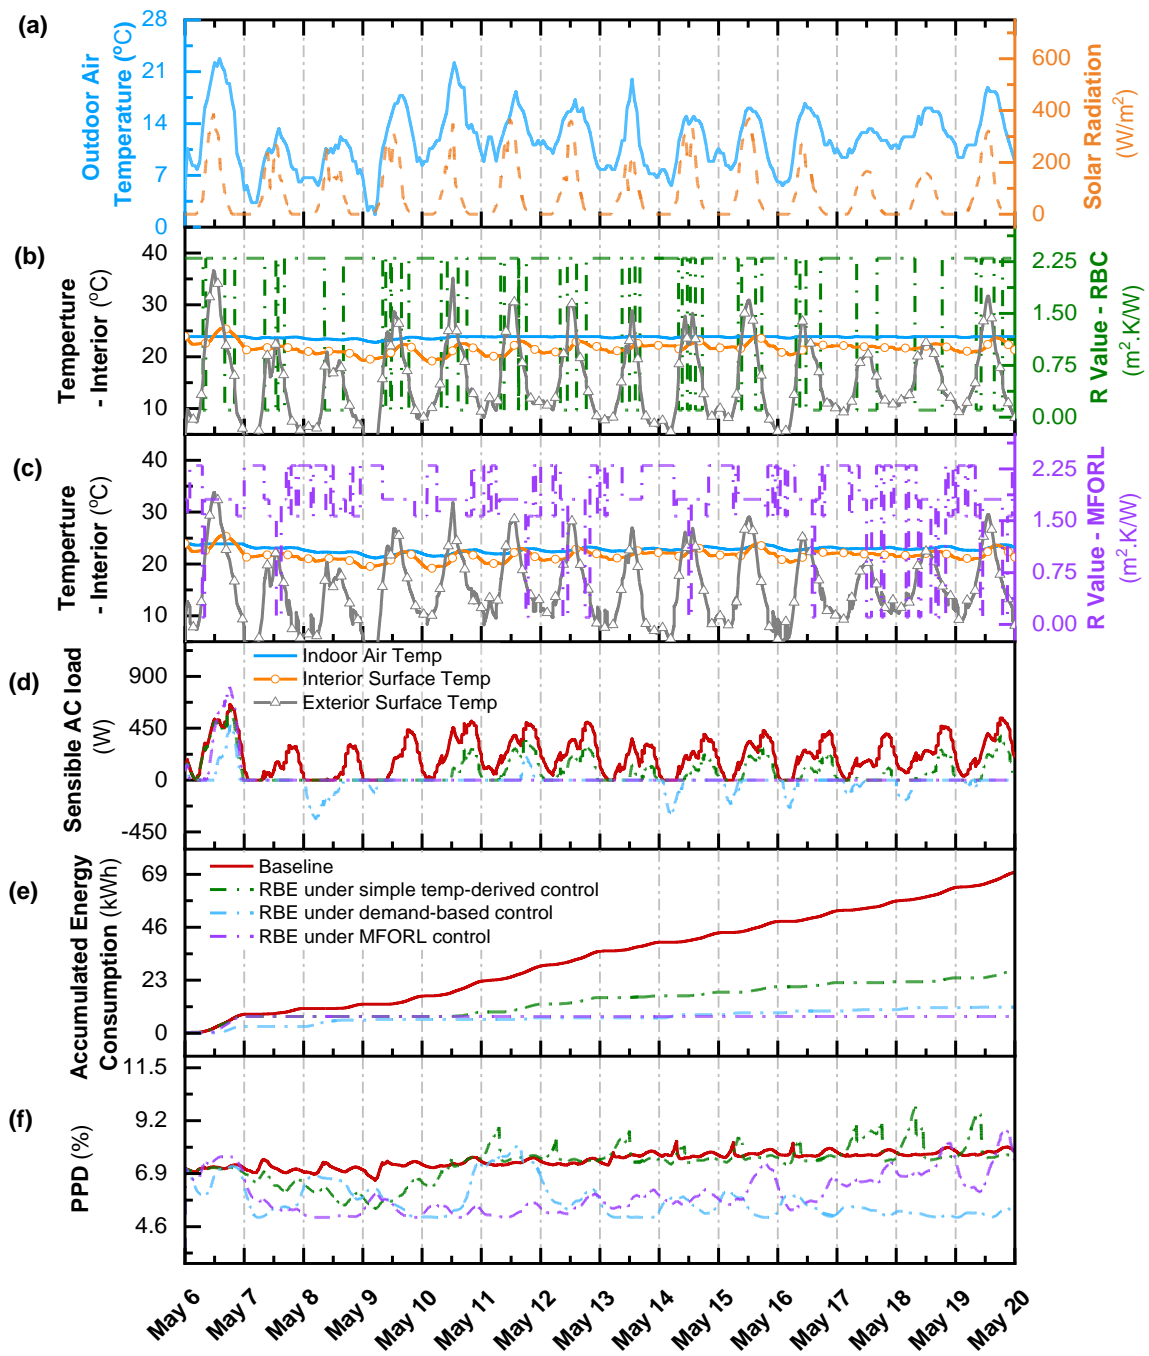 (a)
Outdoor Air
Temperature (°C)
28
21
14
7
0
600
400
200
0
Solar Radiation
(W/m²)
(b)
Temperture
- Interior (°C)
40
30
20
10
2.25
1.50
0.75
0.00
R Value - RBC
(m².K/W)
(c)
Temperture
- Interior (°C)
40
30
20
10
2.25
1.50
0.75
0.00
R Value - MFORL
(m².K/W)
(d)
Sensible AC load
(W)
900
450
0
-450
Indoor Air Temp
Interior Surface Temp
Exterior Surface Temp
(e)
Accumulated Energy
Consumption (kWh)
69
46
23
0
Baseline
RBE under simple temp-derived control
RBE under demand-based control
RBE under MFORL control
(f)
PPD (%)
11.5
9.2
6.9
4.6
May 6
May 7
May 8
May 9
May 10
May 11
May 12
May 13
May 14
May 15
May 16
May 17
May 18
May 19
May 20